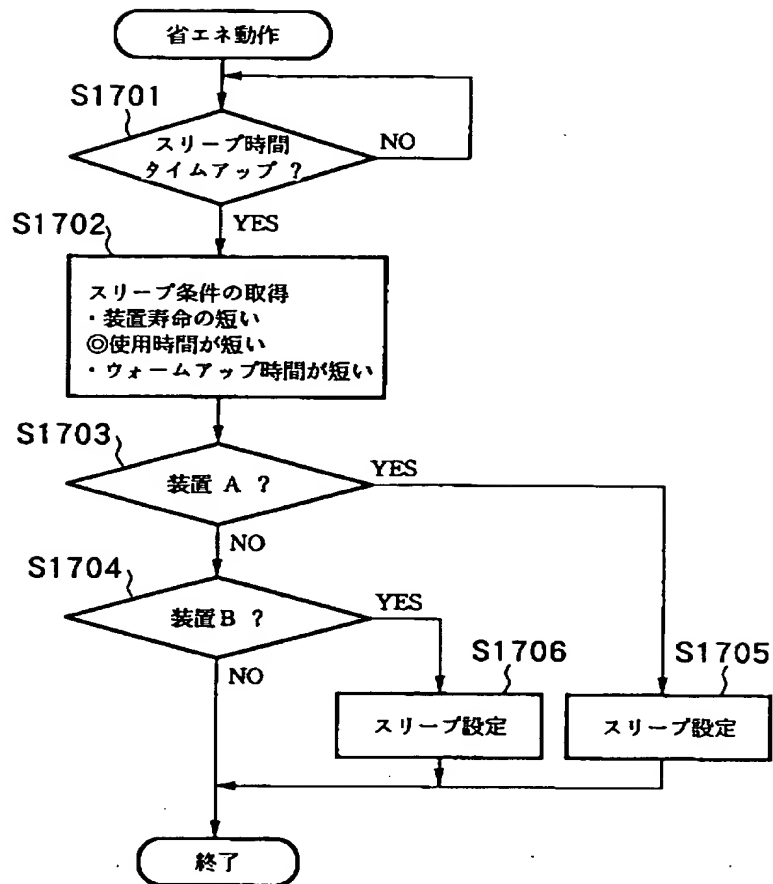 省エネ動作
S1701
スリープ時間
タイムアップ ?
NO
YES
S1702
スリープ条件の取得
・装置寿命の短い
◎使用時間が短い
・ウォームアップ時間が短い
S1703
装置 A ?
YES
NO
S1704
装置B ?
YES
NO
S1706
S1705
スリープ設定
スリープ設定
終了